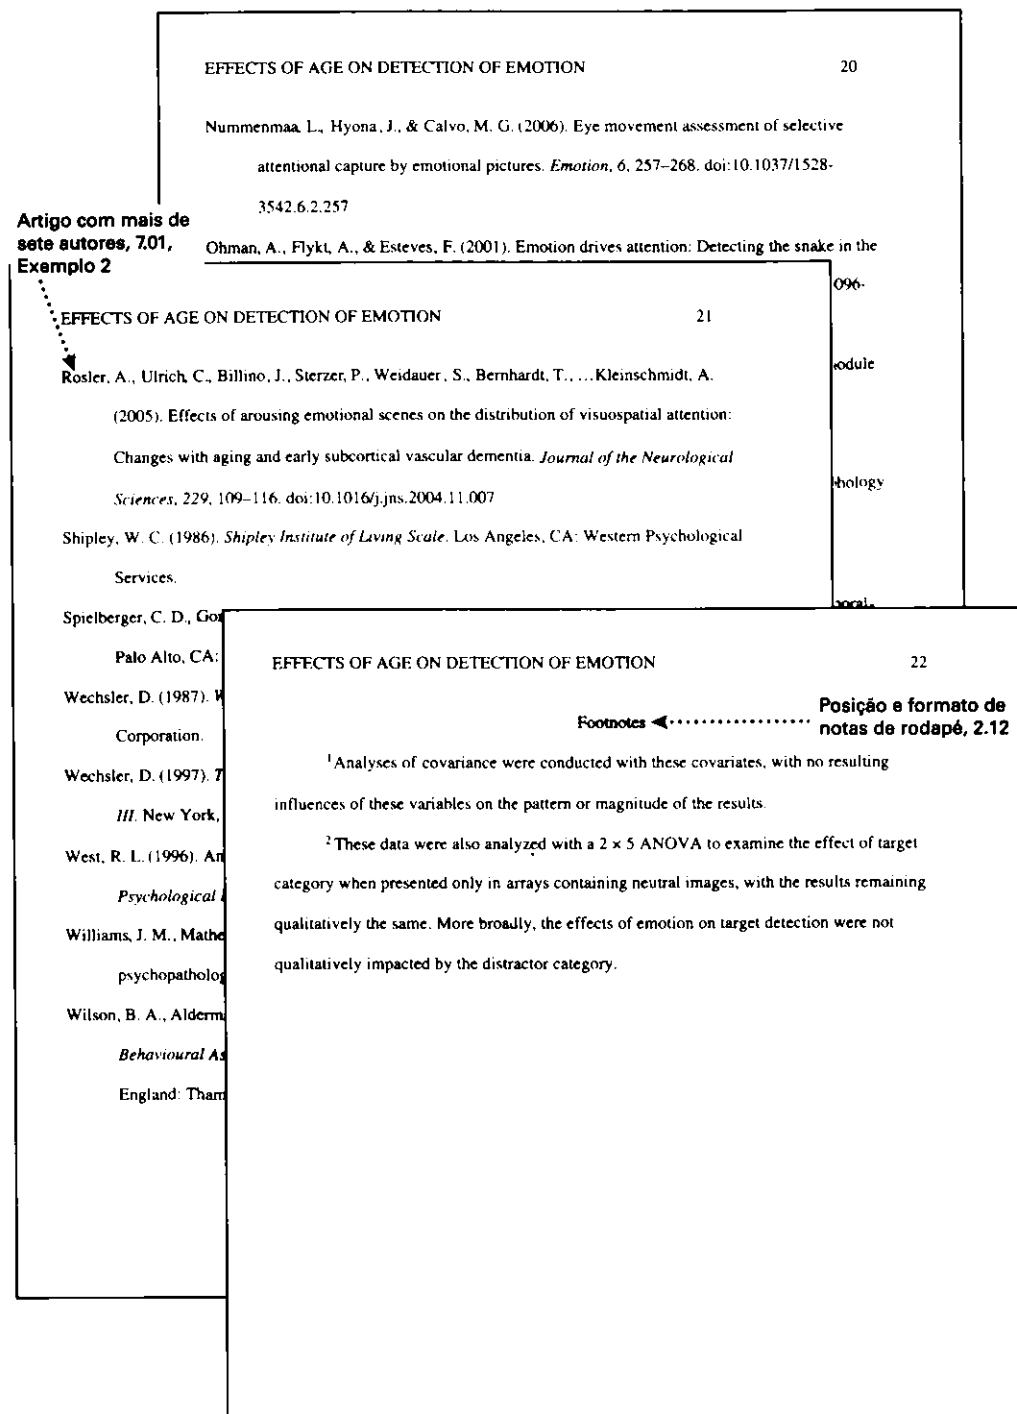 EFFECTS OF AGE ON DETECTION OF EMOTION 20
Nummenmaa, L., Hyona, J., & Calvo, M. G. (2006). Eye movement assessment of selective
attentional capture by emotional pictures. Emotion, 6, 257–268. doi:10.1037/1528-
3542.6.2.257
Ohman, A., Flykt, A., & Esteves, F. (2001). Emotion drives attention: Detecting the snake in the
096-
odule
hology
poral-
Artigo com mais de
sete autores, 7.01,
Exemplo 2
EFFECTS OF AGE ON DETECTION OF EMOTION 21
Rosler, A., Ulrich, C., Billino, J., Sterzer, P., Weidauer, S., Bernhardt, T., …Kleinschmidt, A.
(2005). Effects of arousing emotional scenes on the distribution of visuospatial attention:
Changes with aging and early subcortical vascular dementia. Journal of the Neurological
Sciences, 229, 109–116. doi:10.1016/j.jns.2004.11.007
Shipley, W. C. (1986). Shipley Institute of Living Scale. Los Angeles, CA: Western Psychological
Services.
Spielberger, C. D., Gor
Palo Alto, CA:
Wechsler, D. (1987). W
Corporation.
Wechsler, D. (1997). T
III. New York,
West, R. L. (1996). An
Psychological
Williams, J. M., Mathe
psychopatholog
Wilson, B. A., Alderm
Behavioural As
England: Tham
EFFECTS OF AGE ON DETECTION OF EMOTION 22
Footnotes
Posição e formato de
notas de rodapé, 2.12
1 Analyses of covariance were conducted with these covariates, with no resulting
influences of these variables on the pattern or magnitude of the results.
2 These data were also analyzed with a 2 × 5 ANOVA to examine the effect of target
category when presented only in arrays containing neutral images, with the results remaining
qualitatively the same. More broadly, the effects of emotion on target detection were not
qualitatively impacted by the distractor category.